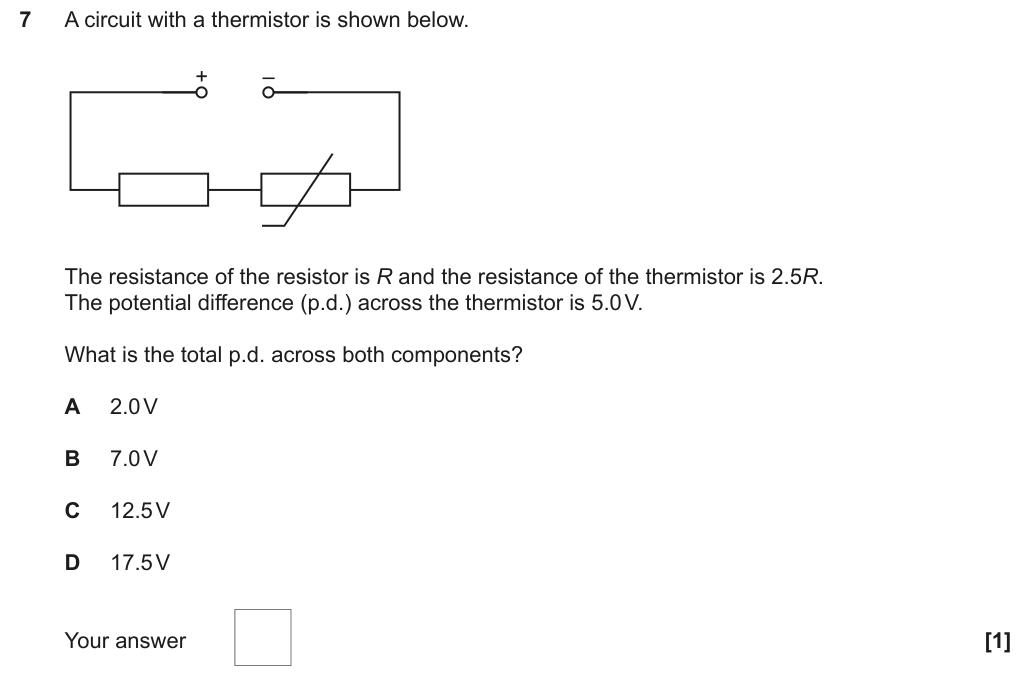 7 A circuit with a thermistor is shown below.
+ –
The resistance of the resistor is R and the resistance of the thermistor is 2.5R.
The potential difference (p.d.) across the thermistor is 5.0 V.
What is the total p.d. across both components?
A 2.0 V
B 7.0 V
C 12.5 V
D 17.5 V
Your answer [1]